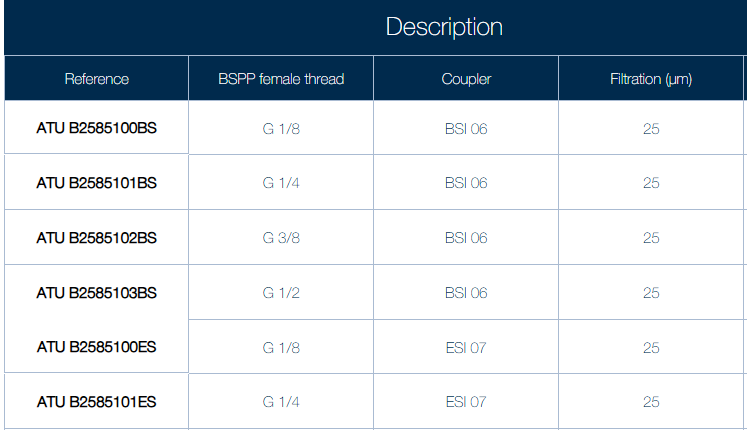 Description
Reference BSPP female thread Coupler Filtration (µm)
ATU B2585100BS G 1/8 BSI 06 25
ATU B2585101BS G 1/4 BSI 06 25
ATU B2585102BS G 3/8 BSI 06 25
ATU B2585103BS G 1/2 BSI 06 25
ATU B2585100ES G 1/8 ESI 07 25
ATU B2585101ES G 1/4 ESI 07 25